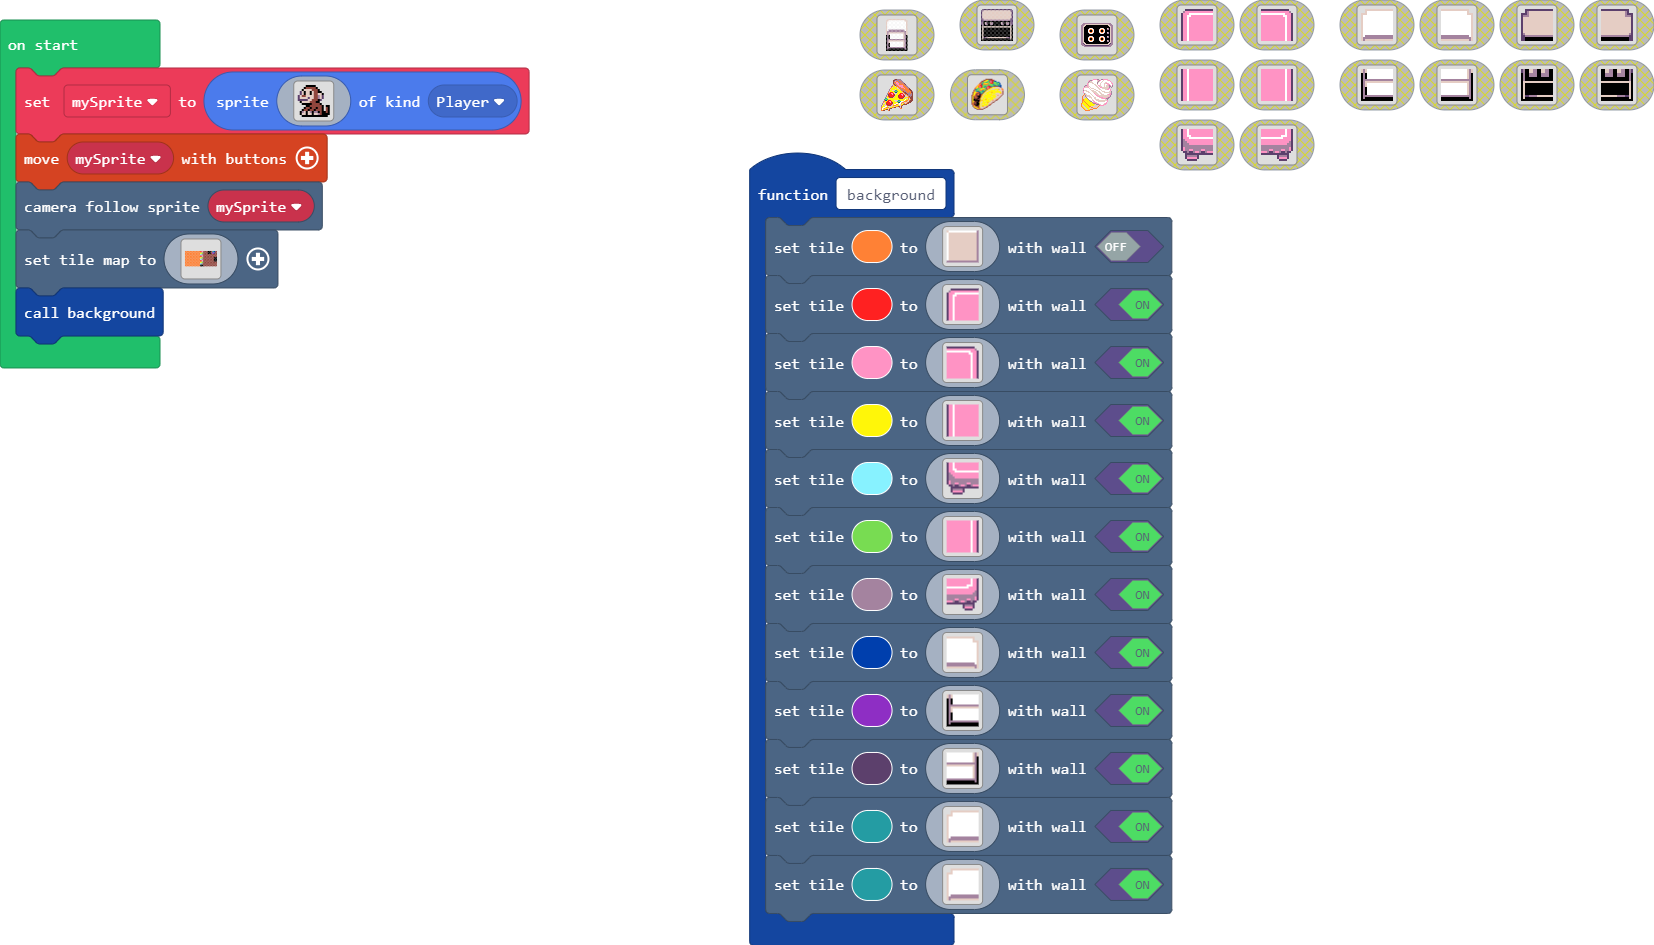 on start
set mySprite to sprite of kind Player
move mySprite with buttons
camera follow sprite mySprite
set tile map to
call background
function background
set tile to with wall OFF
set tile to with wall ON
set tile to with wall ON
set tile to with wall ON
set tile to with wall ON
set tile to with wall ON
set tile to with wall ON
set tile to with wall ON
set tile to with wall ON
set tile to with wall ON
set tile to with wall ON
set tile to with wall ON